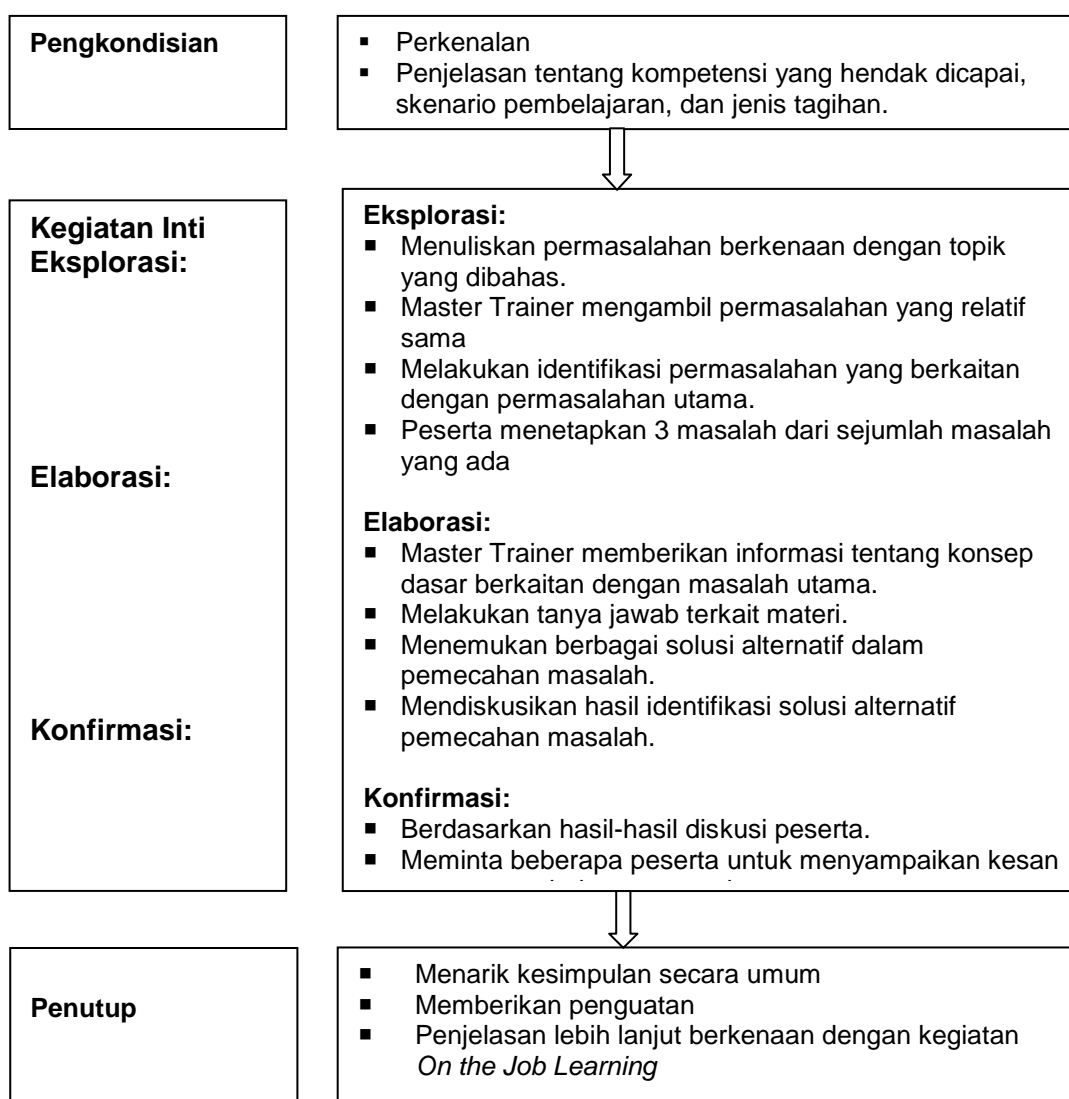 Pengkondisian
▪ Perkenalan
▪ Penjelasan tentang kompetensi yang hendak dicapai,
skenario pembelajaran, dan jenis tagihan.
Kegiatan Inti
Eksplorasi:
Elaborasi:
Konfirmasi:
Eksplorasi:
▪ Menuliskan permasalahan berkenaan dengan topik
yang dibahas.
▪ Master Trainer mengambil permasalahan yang relatif
sama
▪ Melakukan identifikasi permasalahan yang berkaitan
dengan permasalahan utama.
▪ Peserta menetapkan 3 masalah dari sejumlah masalah
yang ada
Elaborasi:
▪ Master Trainer memberikan informasi tentang konsep
dasar berkaitan dengan masalah utama.
▪ Melakukan tanya jawab terkait materi.
▪ Menemukan berbagai solusi alternatif dalam
pemecahan masalah.
▪ Mendiskusikan hasil identifikasi solusi alternatif
pemecahan masalah.
Konfirmasi:
▪ Berdasarkan hasil-hasil diskusi peserta.
▪ Meminta beberapa peserta untuk menyampaikan kesan
Penutup
▪ Menarik kesimpulan secara umum
▪ Memberikan penguatan
▪ Penjelasan lebih lanjut berkenaan dengan kegiatan
On the Job Learning